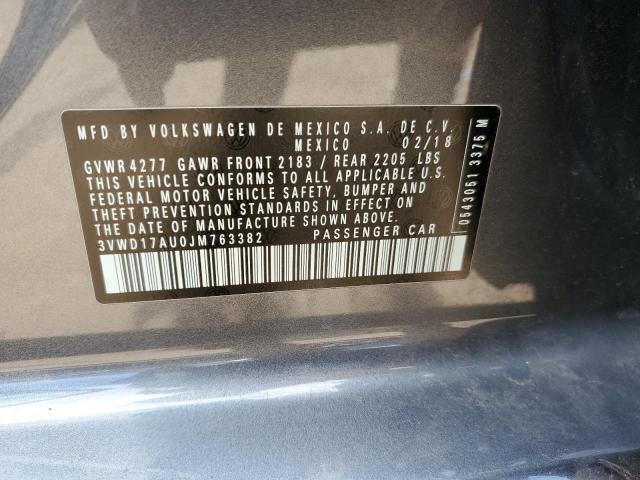 MFD BY VOLKSWAGEN DE MEXICO S.A. DE C.V.
MEXICO 02/18
GVWR 4277 GAWR FRONT 2183 / REAR 2205 LBS
THIS VEHICLE CONFORMS TO ALL APPLICABLE U.S.
FEDERAL MOTOR VEHICLE SAFETY, BUMPER AND
THEFT PREVENTION STANDARDS IN EFFECT ON
THE DATE OF MANUFACTURE SHOWN ABOVE.
3VWD17AU0JM763382 PASSENGER CAR
0543051 3375 M